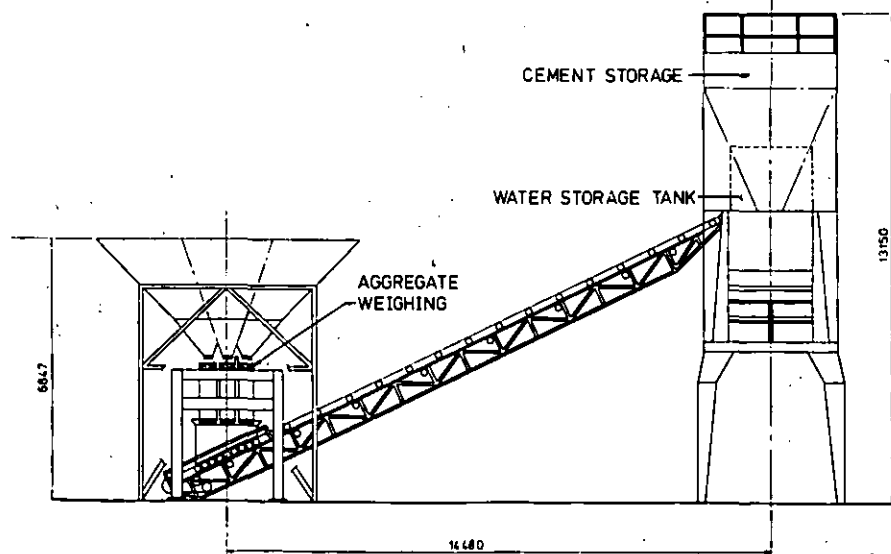 CEMENT STORAGE
WATER STORAGE TANK
AGGREGATE
WEIGHING
6847
13150
14480